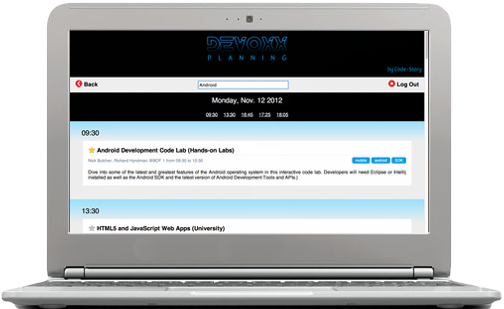 DEVOXX
PLANNING
by Code-Story
Back
Android
Log Out
Monday, Nov. 12 2012
09:30 13:30 16:45 17:25 18:05
09:30
Android Development Code Lab (Hands-on Labs)
Nick Butcher, Richard Hyndman BIBOF 1 from 09:30 to 12:30
mobile android SDK
Dive into some of the latest and greatest features of the Android operating system in this interactive code lab. Developers will need Eclipse or Intellij
installed as well as the Android SDK and the latest version of Android Development Tools and APIs.)
13:30
HTML5 and JavaScript Web Apps (University)